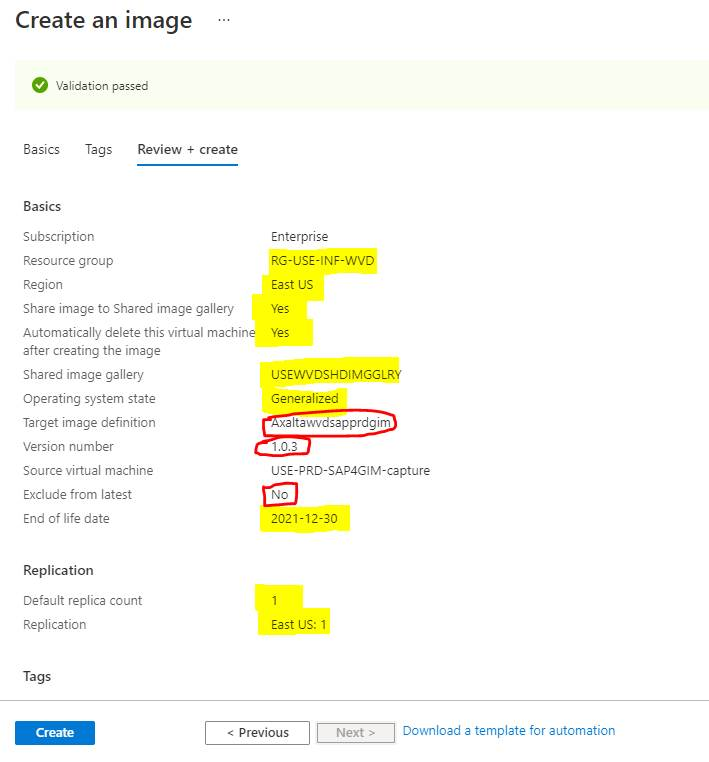 Create an image ...
Validation passed
Basics Tags Review + create
Basics
Subscription Enterprise
Resource group RG-USE-INF-WVD
Region East US
Share image to Shared image gallery Yes
Automatically delete this virtual machine Yes
after creating the image
Shared image gallery USEWVDSHDIMGGLRY
Operating system state Generalized
Target image definition Axaltawvdsapprdgim
Version number 1.0.3
Source virtual machine USE-PRD-SAP4GIM-capture
Exclude from latest No
End of life date 2021-12-30
Replication
Default replica count 1
Replication East US: 1
Tags
Create < Previous Next > Download a template for automation